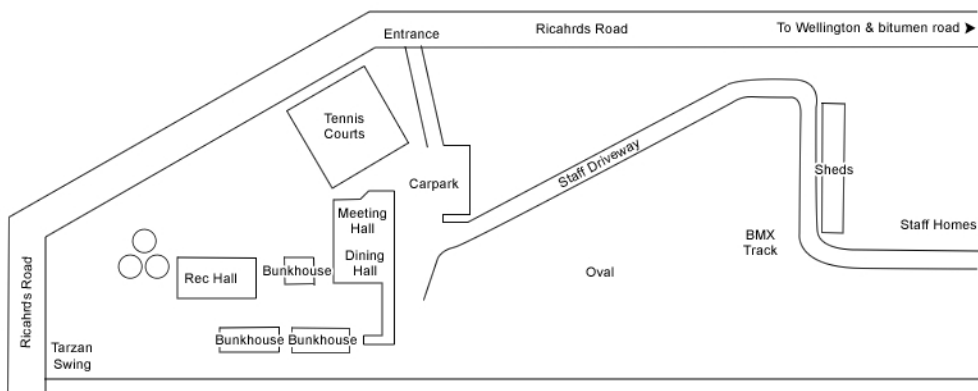 Ricahrds Road
To Wellington & bitumen road
Entrance
Tennis
Courts
Staff Driveway
Sheds
Carpark
Meeting
Hall
Staff Homes
BMX
Track
Dining
Hall
Bunkhouse
Rec Hall
Oval
Ricahrds Road
Bunkhouse
Bunkhouse
Tarzan
Swing